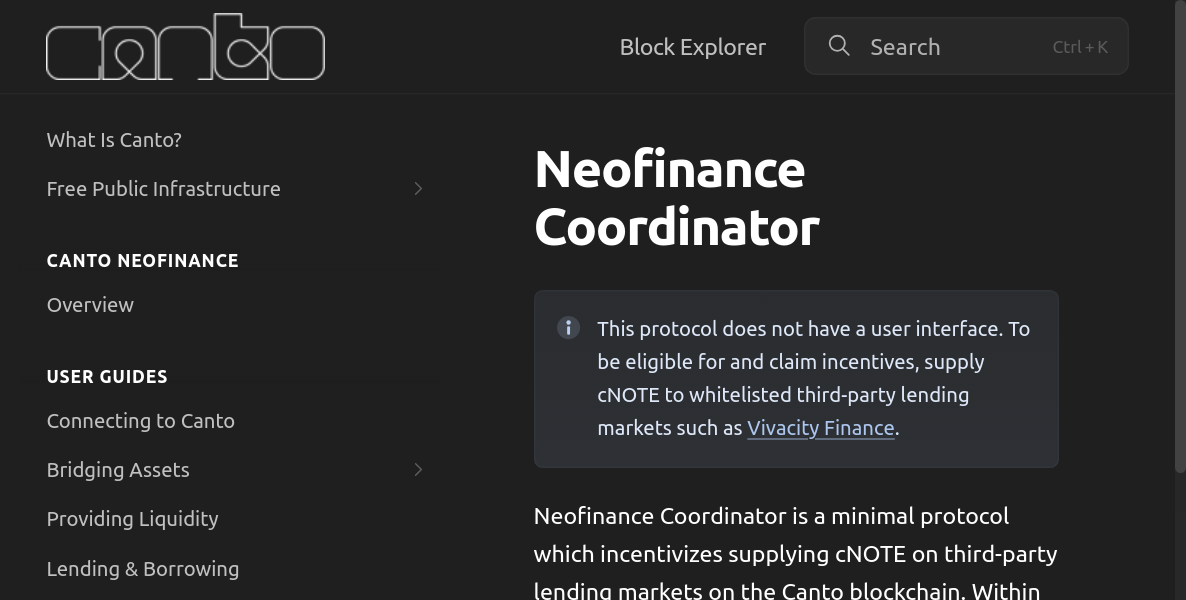 canto
Block Explorer
Search
Ctrl + K
What Is Canto?
Free Public Infrastructure
CANTO NEOFINANCE
Overview
USER GUIDES
Connecting to Canto
Bridging Assets
Providing Liquidity
Lending & Borrowing
Neofinance
Coordinator
This protocol does not have a user interface. To
be eligible for and claim incentives, supply
cNOTE to whitelisted third-party lending
markets such as Vivacity Finance.
Neofinance Coordinator is a minimal protocol
which incentivizes supplying cNOTE on third-party
lending markets on the Canto blockchain. Within